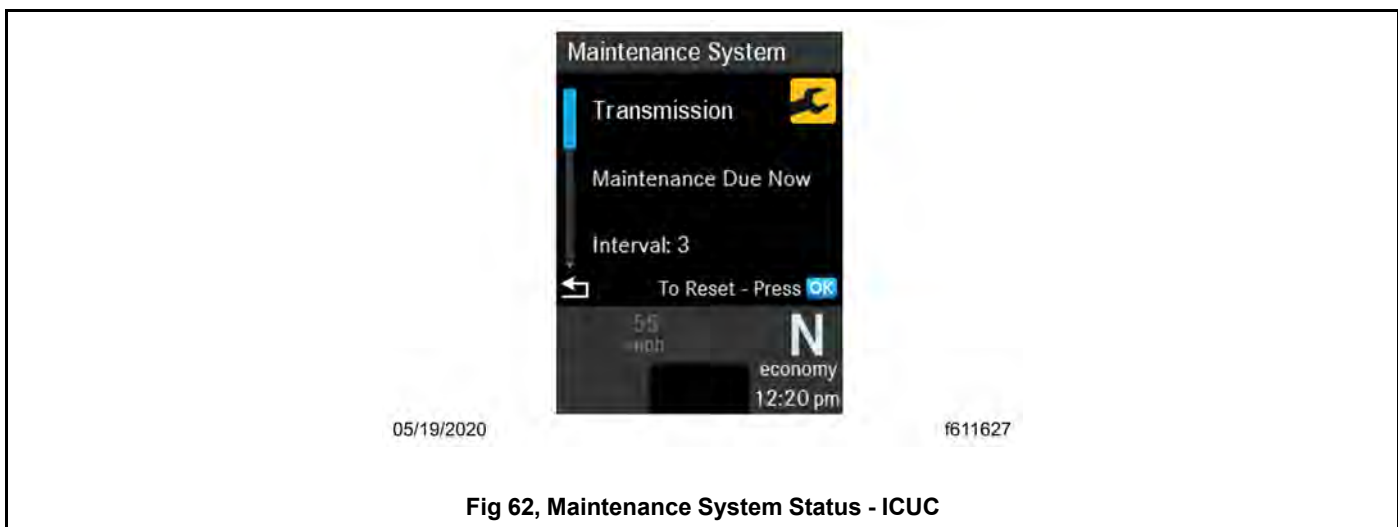 Maintenance System
Transmission
Maintenance Due Now
Interval: 3
To Reset - Press OK
55
mph
N
economy
12:20 pm
05/19/2020
f611627
Fig 62, Maintenance System Status - ICUC